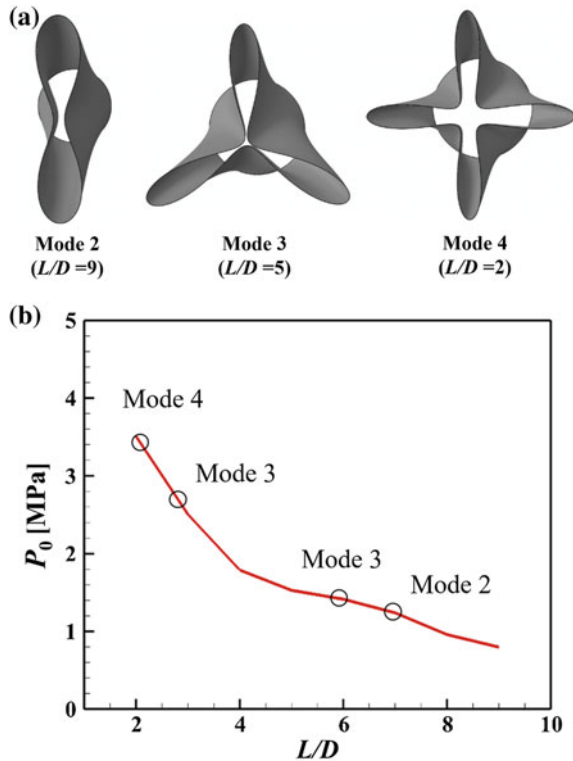 (a)
Mode 2 Mode 3 Mode 4
(L/D =9) (L/D =5) (L/D =2)
(b)
5
4
3
2
1
0
P0 [MPa]
Mode 4
Mode 3
Mode 3
Mode 2
2 4 6 8 10
L/D